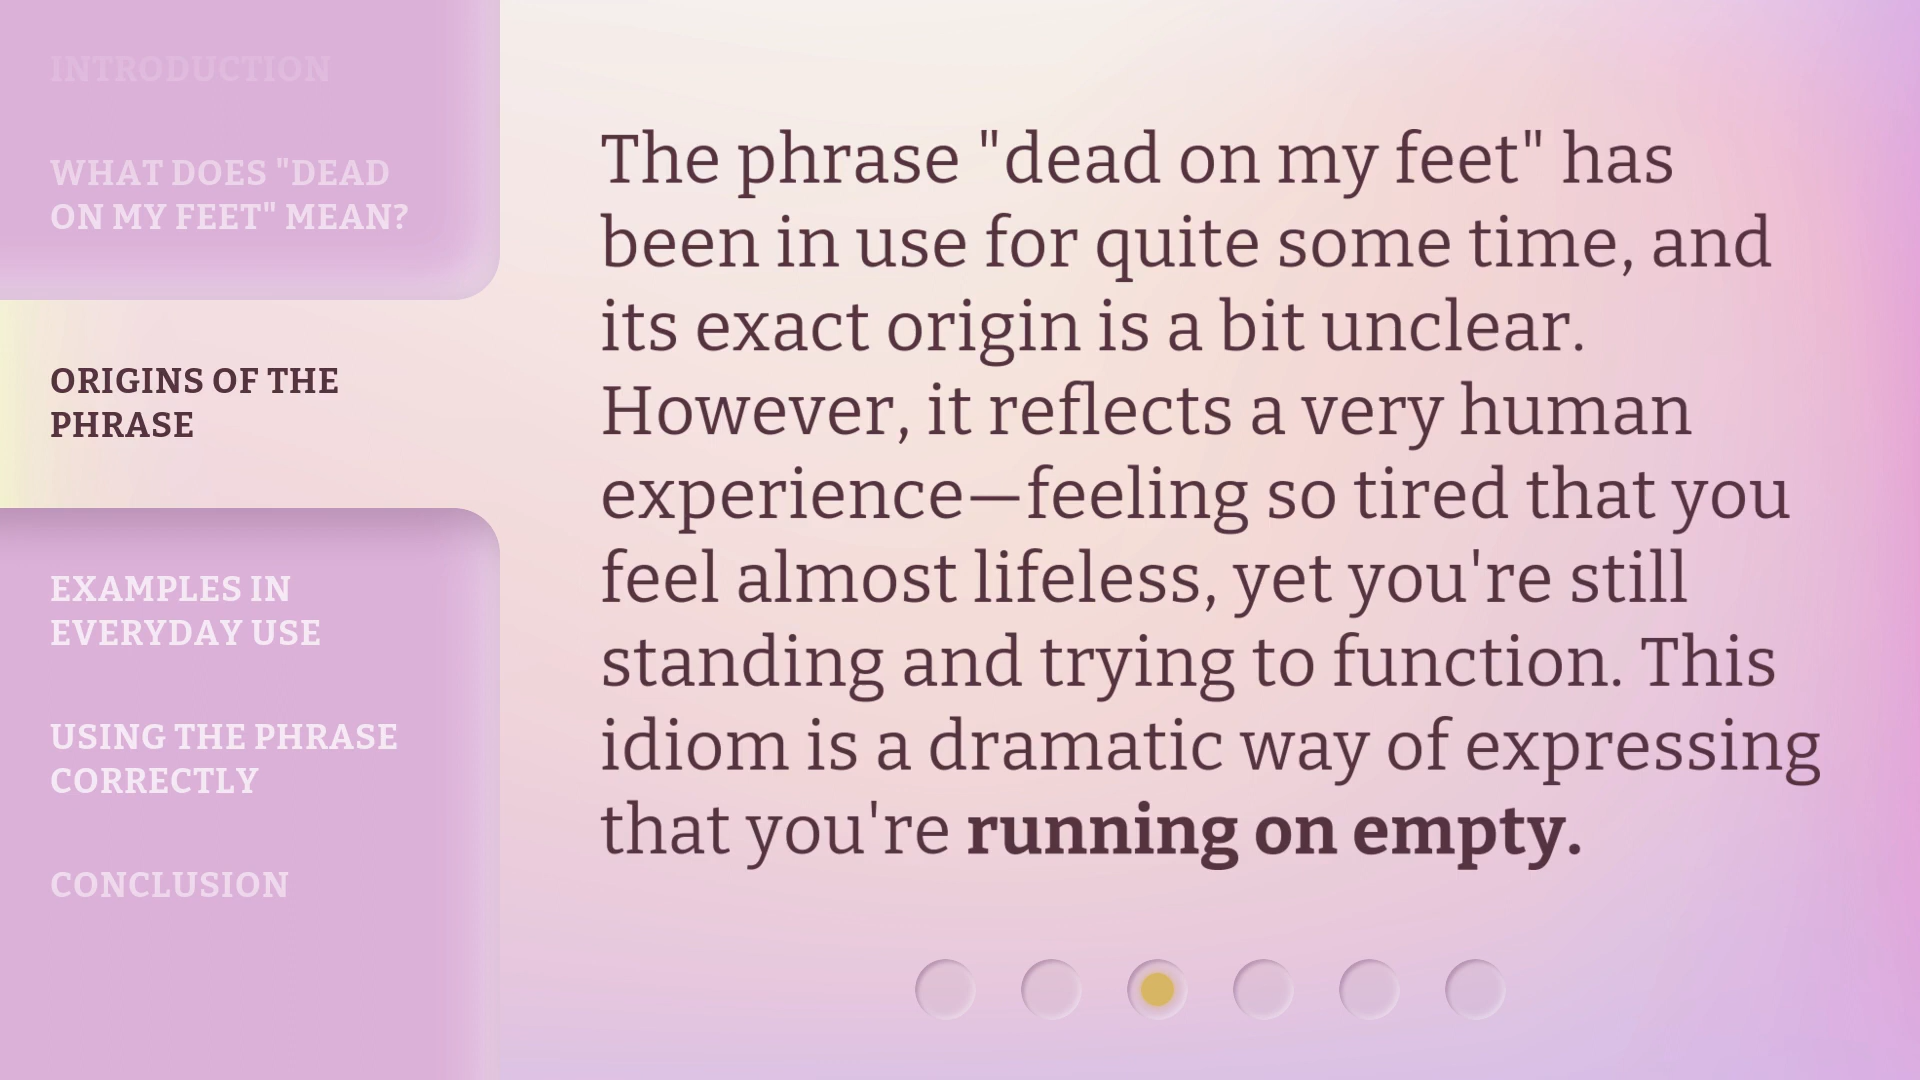 INTRODUCTION
WHAT DOES "DEAD
ON MY FEET" MEAN?
ORIGINS OF THE
PHRASE
EXAMPLES IN
EVERYDAY USE
USING THE PHRASE
CORRECTLY
CONCLUSION
The phrase "dead on my feet" has
been in use for quite some time, and
its exact origin is a bit unclear.
However, it reflects a very human
experience—feeling so tired that you
feel almost lifeless, yet you're still
standing and trying to function. This
idiom is a dramatic way of expressing
that you're running on empty.